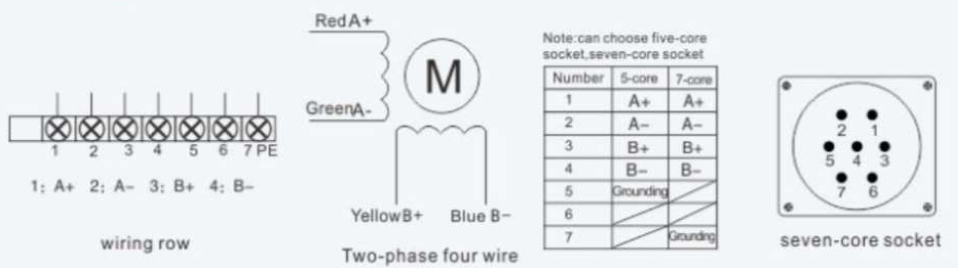 1 2 3 4 5 6 7 PE
1: A+ 2: A- 3: B+ 4: B-
wiring row
Red A+
Green A-
M
Yellow B+ Blue B-
Two-phase four wire
Note:can choose five-core
socket,seven-core socket
Number 5-core 7-core
1 A+ A+
2 A- A-
3 B+ B+
4 B- B-
5 Grounding
6
7 Grounding
2 1
5 4 3
7 6
seven-core socket